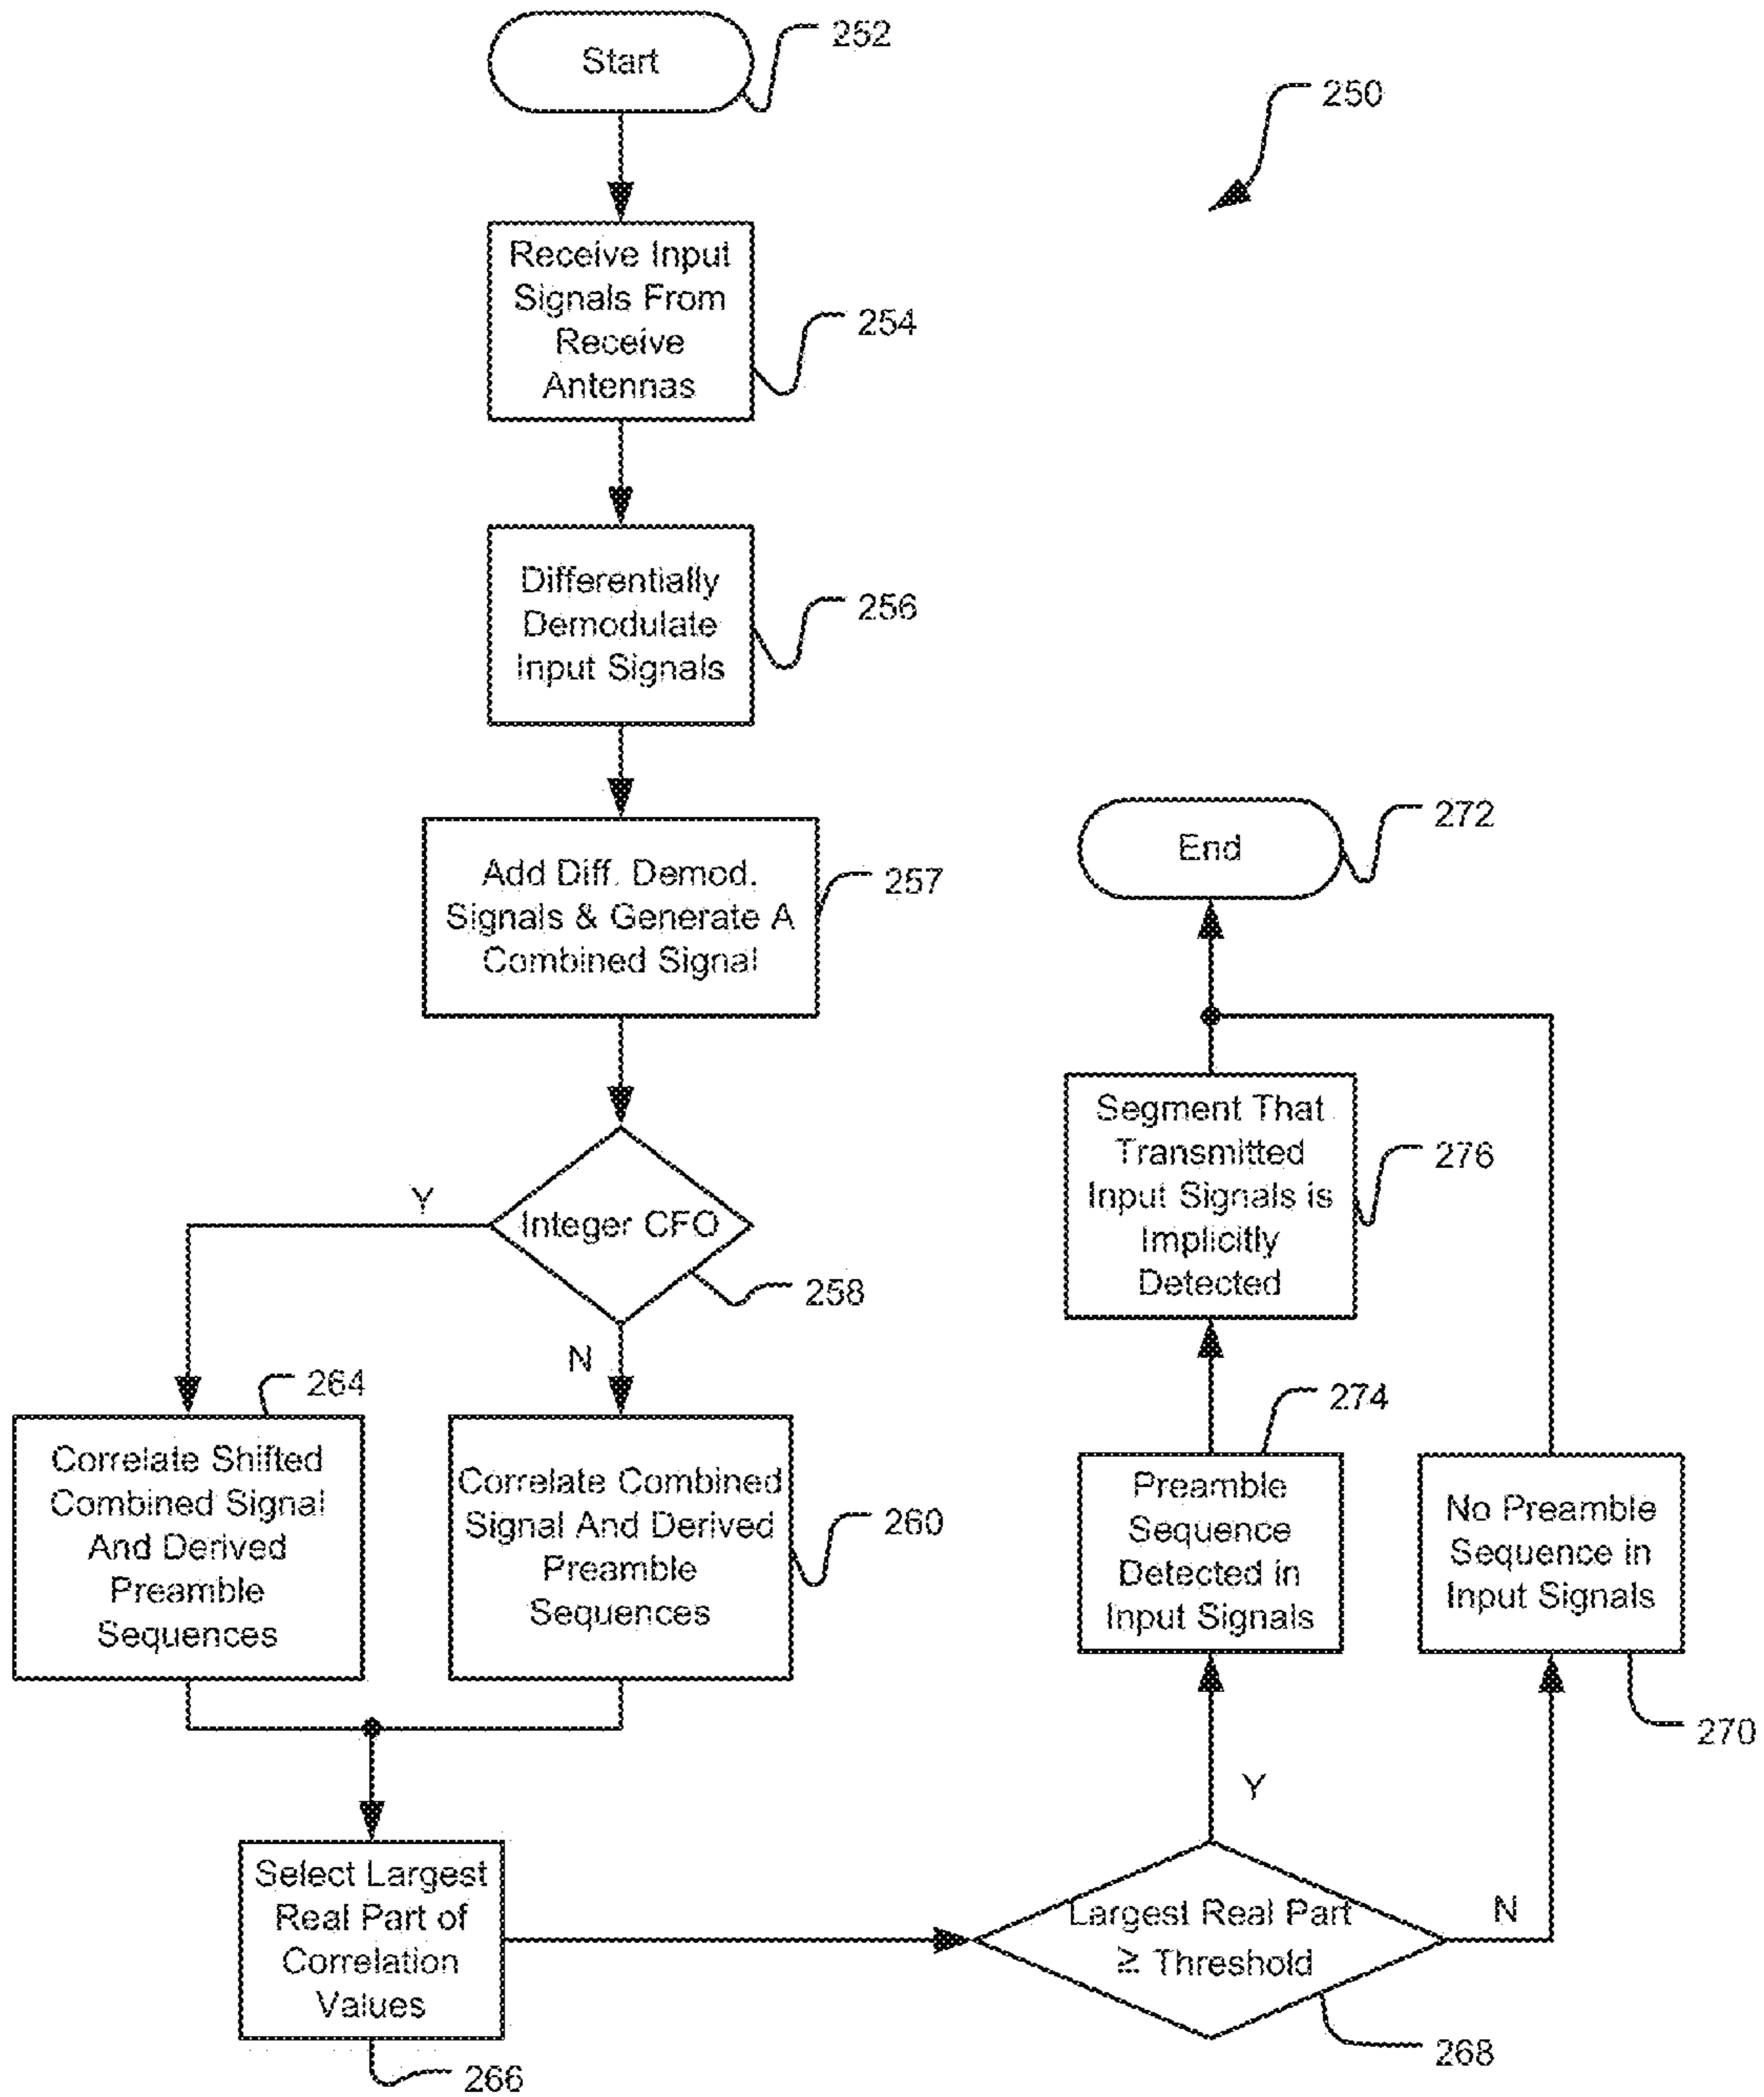 Start
252
250
Receive Input
Signals From
Receive
Antennas
254
Differentially
Demodulate
Input Signals
256
Add Diff. Demod.
Signals & Generate A
Combined Signal
257
Integer CFO
258
Y
N
264
Correlate Shifted
Combined Signal
And Derived
Preamble
Sequences
Correlate Combined
Signal And Derived
Preamble
Sequences
260
Select Largest
Real Part of
Correlation
Values
266
Largest Real Part
≥ Threshold
268
Y
N
274
Preamble
Sequence
Detected in
Input Signals
No Preamble
Sequence in
Input Signals
270
Segment That
Transmitted
Input Signals is
Implicitly
Detected
276
End
272